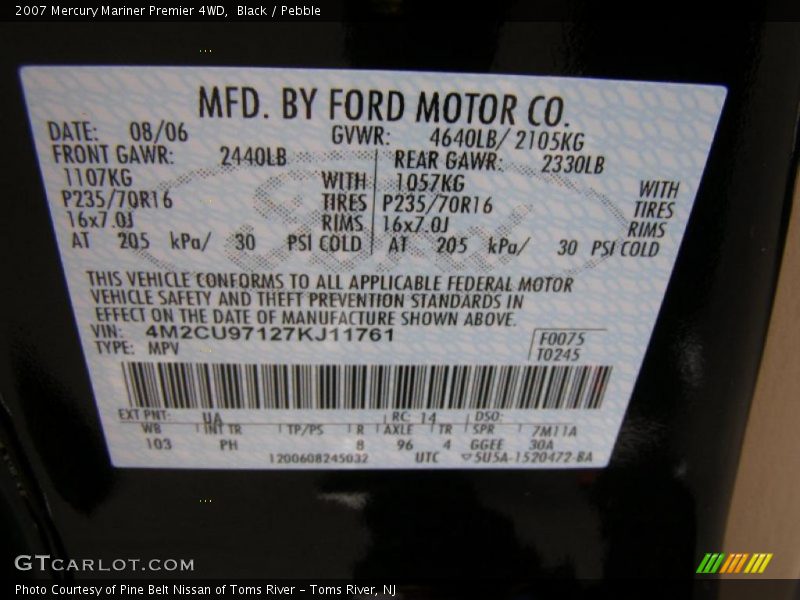 2007 Mercury Mariner Premier 4WD,  Black / Pebble
MFD. BY FORD MOTOR CO.
DATE: 08/06 GVWR: 4640LB/ 2105KG
FRONT GAWR: 2440LB REAR GAWR: 2330LB
1107KG WITH 1057KG WITH
P235/70R16 TIRES P235/70R16 TIRES
16x7.0J RIMS 16x7.0J RIMS
AT 205 kPa/ 30 PSI COLD AT 205 kPa/ 30 PSI COLD
THIS VEHICLE CONFORMS TO ALL APPLICABLE FEDERAL MOTOR
VEHICLE SAFETY AND THEFT PREVENTION STANDARDS IN
EFFECT ON THE DATE OF MANUFACTURE SHOWN ABOVE.
VIN: 4M2CU97127KJ11761 F0075
TYPE: MPV T0245
EXT PNT: UA RC: 14 DSO:
WB INT TR TP/PS R AXLE TR SPR 7M11A
103 PH 8 96 4 GGEE 30A
1200608245032 UTC 5U5A-1520472-BA
GTCARLOT.COM
Photo Courtesy of Pine Belt Nissan of Toms River – Toms River, NJ